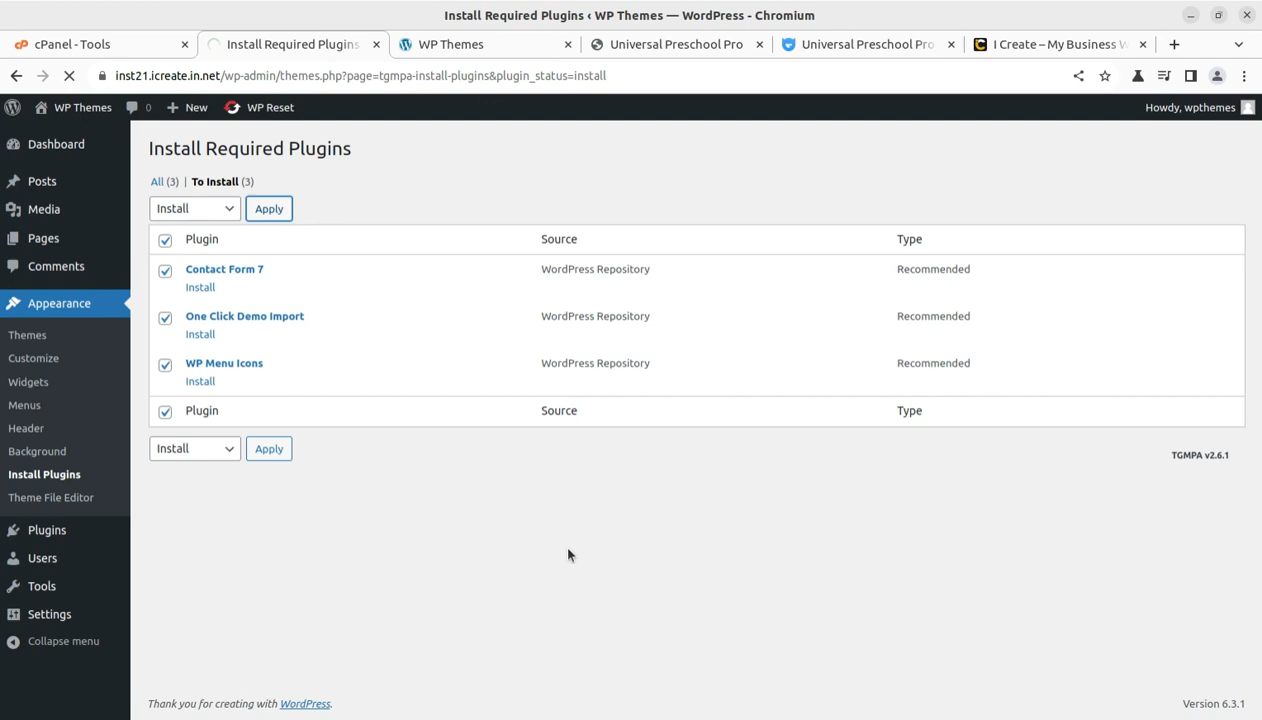 Install Required Plugins ‹ WP Themes — WordPress - Chromium
cPanel - Tools
Install Required Plugins
WP Themes
Universal Preschool Pro
Universal Preschool Pro
I Create – My Business W
inst21.icreate.in.net/wp-admin/themes.php?page=tgmpa-install-plugins&plugin_status=install
WP Themes 0 New WP Reset Howdy, wpthemes
Dashboard
Posts
Media
Pages
Comments
Appearance
Themes
Customize
Widgets
Menus
Header
Background
Install Plugins
Theme File Editor
Plugins
Users
Tools
Settings
Collapse menu
Install Required Plugins
All (3) | To Install (3)
Install Apply
Plugin Source Type
Contact Form 7 WordPress Repository Recommended
Install
One Click Demo Import WordPress Repository Recommended
Install
WP Menu Icons WordPress Repository Recommended
Install
Plugin Source Type
Install Apply
TGMPA v2.6.1
Thank you for creating with WordPress. Version 6.3.1